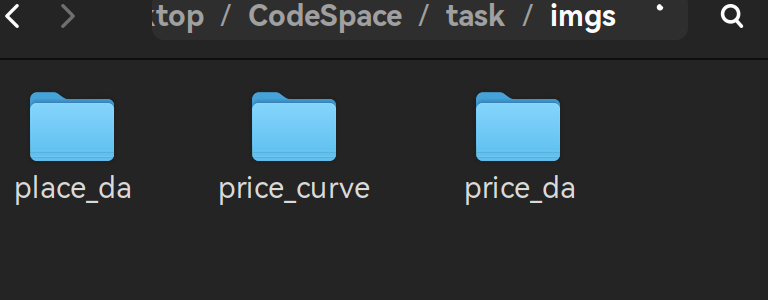 ktop / CodeSpace / task / imgs
place_da
price_curve
price_da